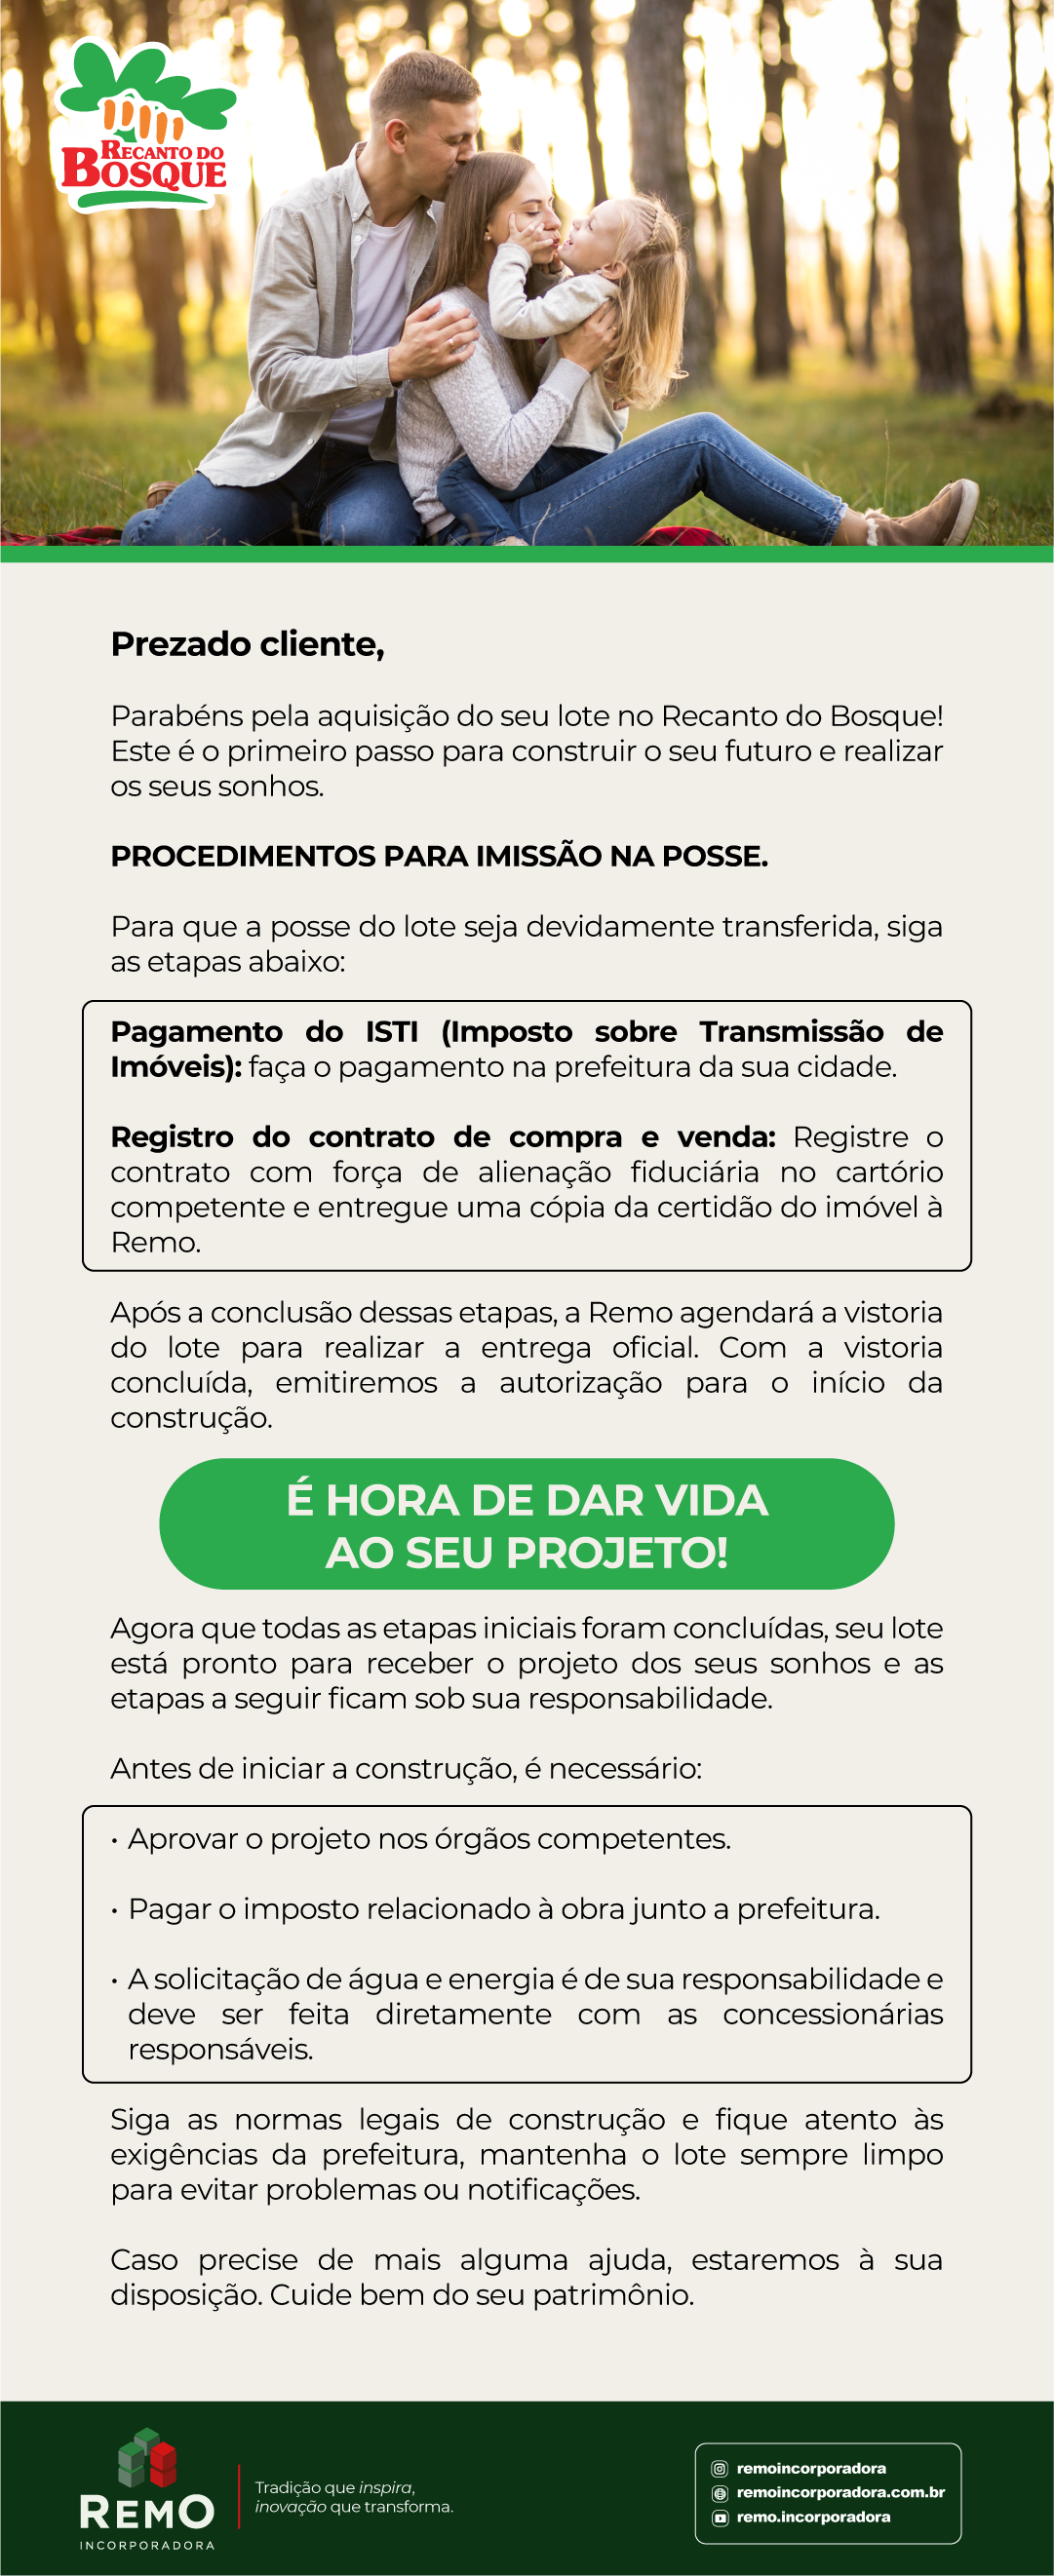 RECANTO DO
BOSQUE
Prezado cliente,
Parabéns pela aquisição do seu lote no Recanto do Bosque!
Este é o primeiro passo para construir o seu futuro e realizar
os seus sonhos.
PROCEDIMENTOS PARA IMISSÃO NA POSSE.
Para que a posse do lote seja devidamente transferida, siga
as etapas abaixo:
Pagamento do ISTI (Imposto sobre Transmissão de
Imóveis): faça o pagamento na prefeitura da sua cidade.
Registro do contrato de compra e venda: Registre o
contrato com força de alienação fiduciária no cartório
competente e entregue uma cópia da certidão do imóvel à
Remo.
Após a conclusão dessas etapas, a Remo agendará a vistoria
do lote para realizar a entrega oficial. Com a vistoria
concluída, emitiremos a autorização para o início da
construção.
É HORA DE DAR VIDA
AO SEU PROJETO!
Agora que todas as etapas iniciais foram concluídas, seu lote
está pronto para receber o projeto dos seus sonhos e as
etapas a seguir ficam sob sua responsabilidade.
Antes de iniciar a construção, é necessário:
• Aprovar o projeto nos órgãos competentes.
• Pagar o imposto relacionado à obra junto a prefeitura.
• A solicitação de água e energia é de sua responsabilidade e
deve ser feita diretamente com as concessionárias
responsáveis.
Siga as normas legais de construção e fique atento às
exigências da prefeitura, mantenha o lote sempre limpo
para evitar problemas ou notificações.
Caso precise de mais alguma ajuda, estaremos à sua
disposição. Cuide bem do seu patrimônio.
REMO
INCORPORADORA
Tradição que inspira,
inovação que transforma.
remoincorporadora
remoincorporadora.com.br
remo.incorporadora